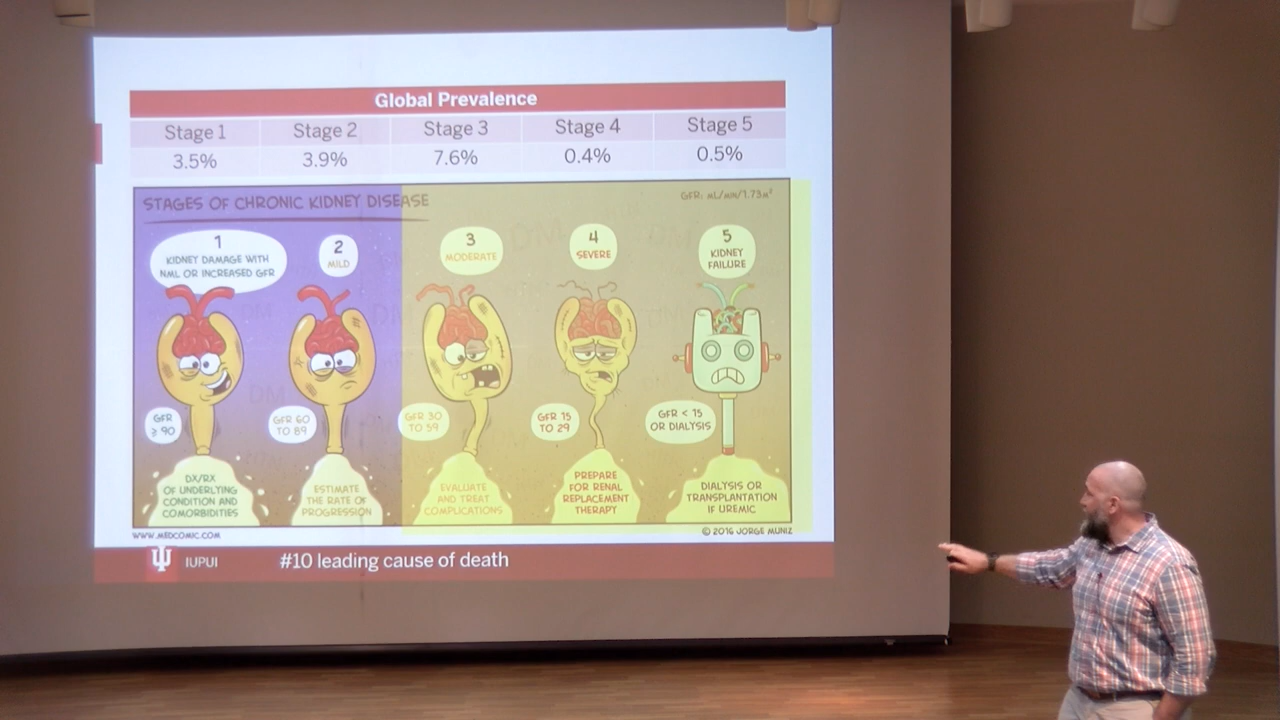 Global Prevalence
Stage 1 Stage 2 Stage 3 Stage 4 Stage 5
3.5% 3.9% 7.6% 0.4% 0.5%
STAGES OF CHRONIC KIDNEY DISEASE
GFR: mL/min/1.73m²
1
KIDNEY DAMAGE WITH
NML OR INCREASED GFR
2
MILD
3
MODERATE
4
SEVERE
5
KIDNEY
FAILURE
GFR
≥ 90
GFR 60
TO 89
GFR 30
TO 59
GFR 15
TO 29
GFR < 15
OR DIALYSIS
DX/RX
OF UNDERLYING
CONDITION AND
COMORBIDITIES
ESTIMATE
THE RATE OF
PROGRESSION
EVALUATE
AND TREAT
COMPLICATIONS
PREPARE
FOR RENAL
REPLACEMENT
THERAPY
DIALYSIS OR
TRANSPLANTATION
IF UREMIC
WWW.MEDCOMIC.COM
© 2016 JORGE MUNIZ
IUPUI
#10 leading cause of death